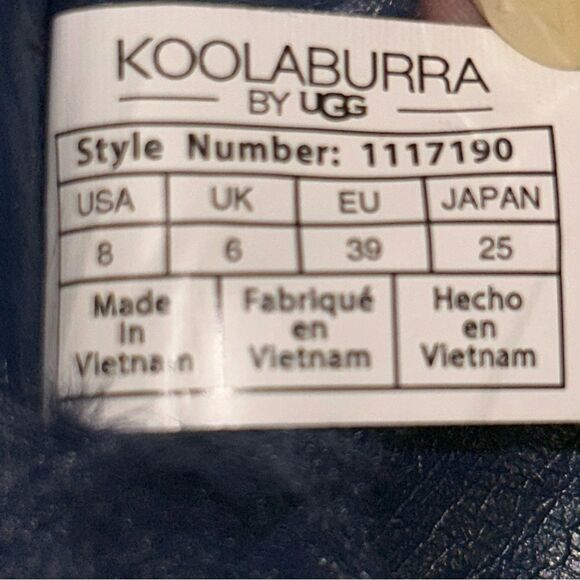 KOOLABURRA
BY UGG
Style Number: 1117190
USA UK EU JAPAN
8 6 39 25
Made in Vietnam
Fabriqué en Vietnam
Hecho en Vietnam